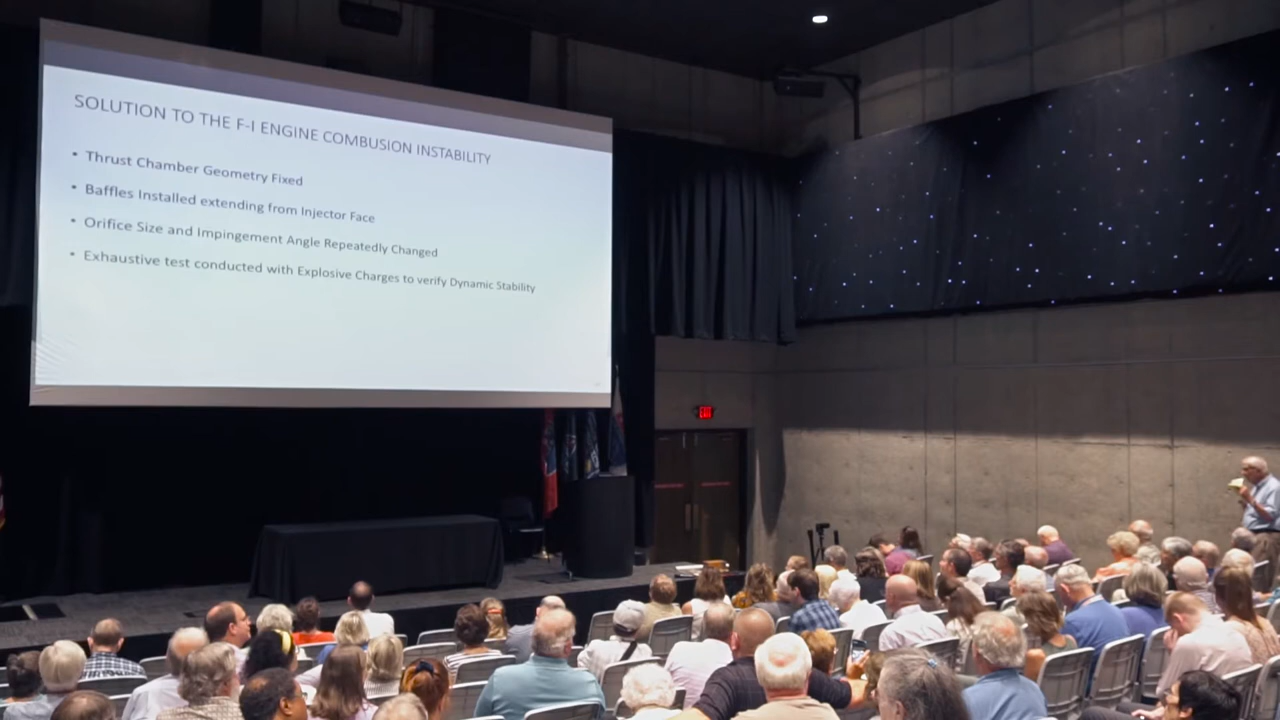 SOLUTION TO THE F-I ENGINE COMBUSION INSTABILITY
• Thrust Chamber Geometry Fixed
• Baffles Installed extending from Injector Face
• Orifice Size and Impingement Angle Repeatedly Changed
• Exhaustive test conducted with Explosive Charges to verify Dynamic Stability
EXIT